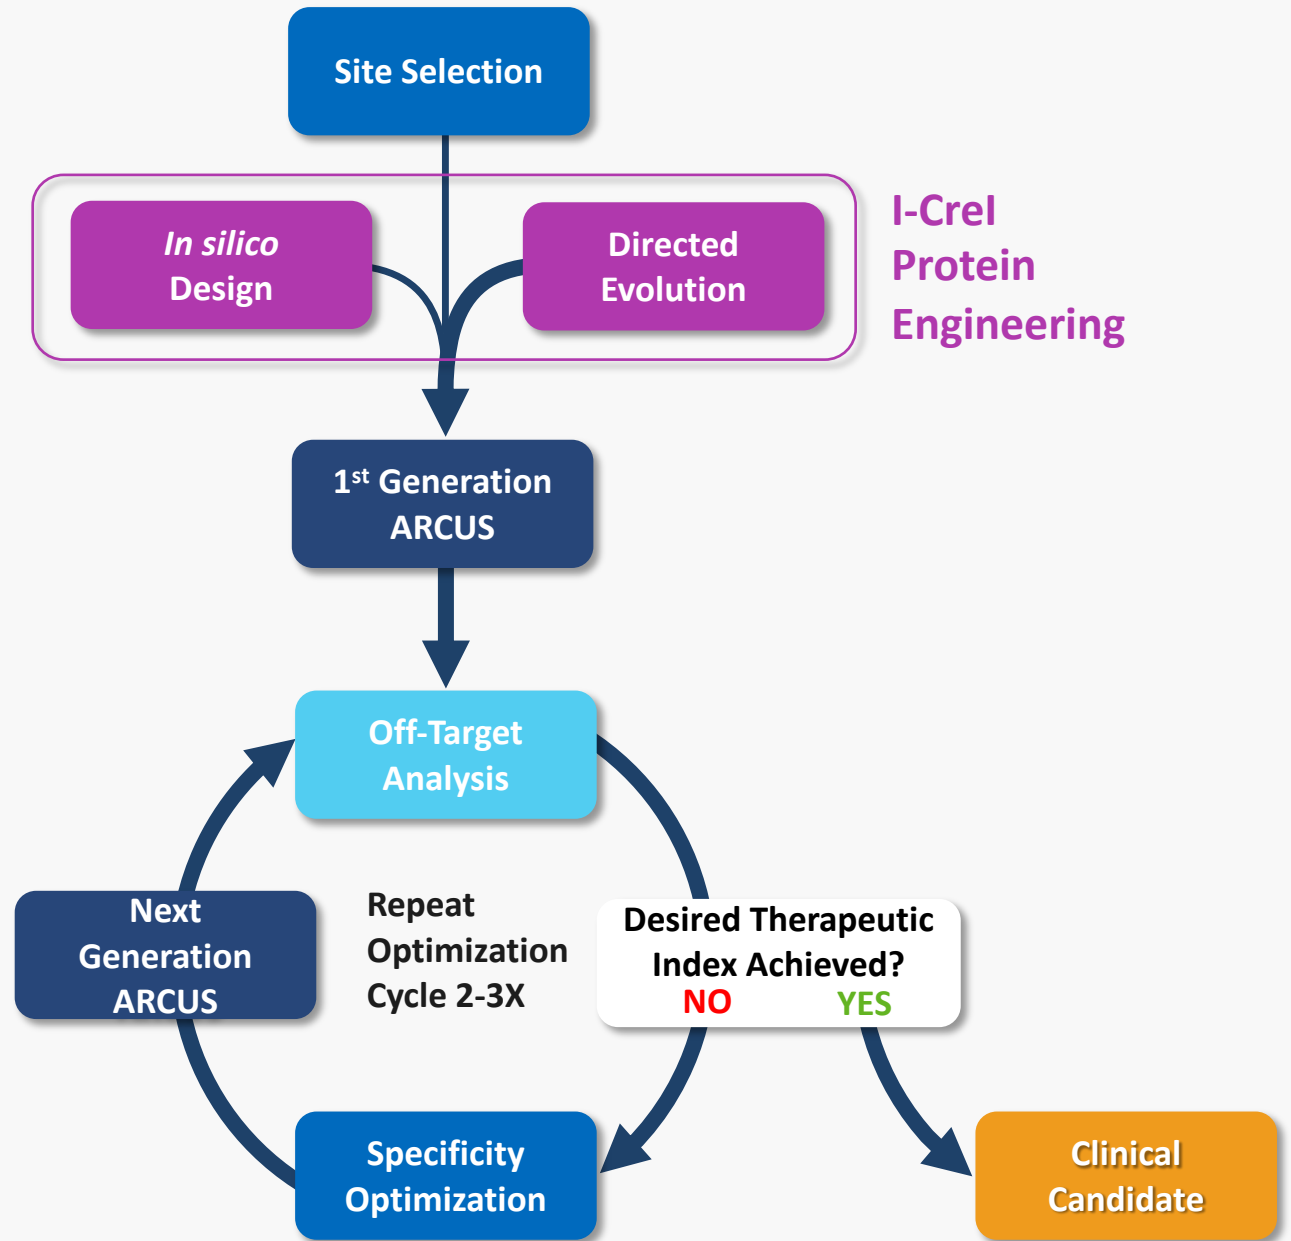 Site Selection
In silico
Design
Directed
Evolution
I-CreI
Protein
Engineering
1st Generation
ARCUS
Off-Target
Analysis
Next
Generation
ARCUS
Repeat
Optimization
Cycle 2-3X
Desired Therapeutic
Index Achieved?
NO YES
Specificity
Optimization
Clinical
Candidate